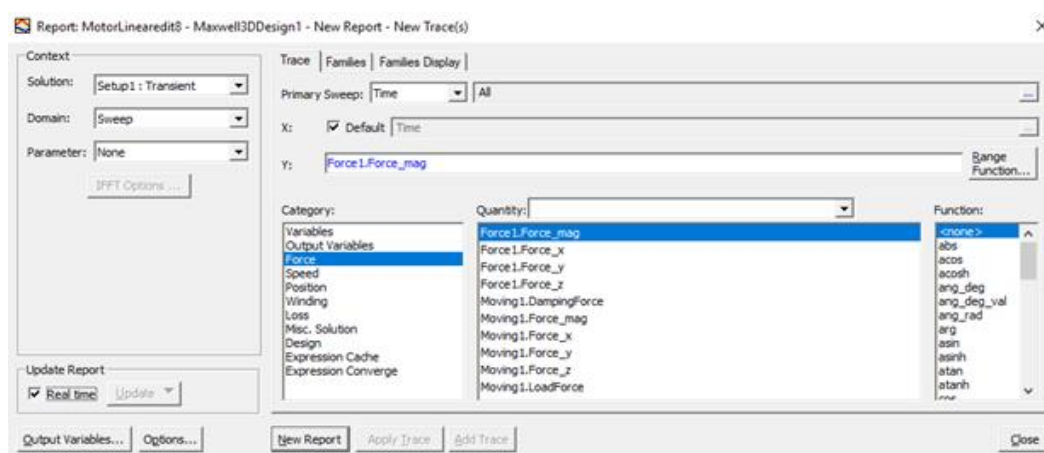 Report: MotorLinearedit8 - Maxwell3DDesign1 - New Report - New Trace(s)
Context
Solution: Setup1 : Transient
Domain: Sweep
Parameter: None
IFFT Options ...
Update Report
Real time Update
Output Variables... Options...
Trace Families Families Display
Primary Sweep: Time All ...
X: Default Time ...
Y: Force1.Force_mag
Range
Function...
Category:
Variables
Output Variables
Force
Speed
Position
Winding
Loss
Misc. Solution
Design
Expression Cache
Expression Converge
Quantity:
Force1.Force_mag
Force1.Force_x
Force1.Force_y
Force1.Force_z
Moving1.DampingForce
Moving1.Force_mag
Moving1.Force_x
Moving1.Force_y
Moving1.Force_z
Moving1.LoadForce
Function:
<none>
abs
acos
acosh
ang_deg
ang_deg_val
ang_rad
arg
asin
asinh
atan
atanh
cos
New Report Apply Trace Add Trace Close